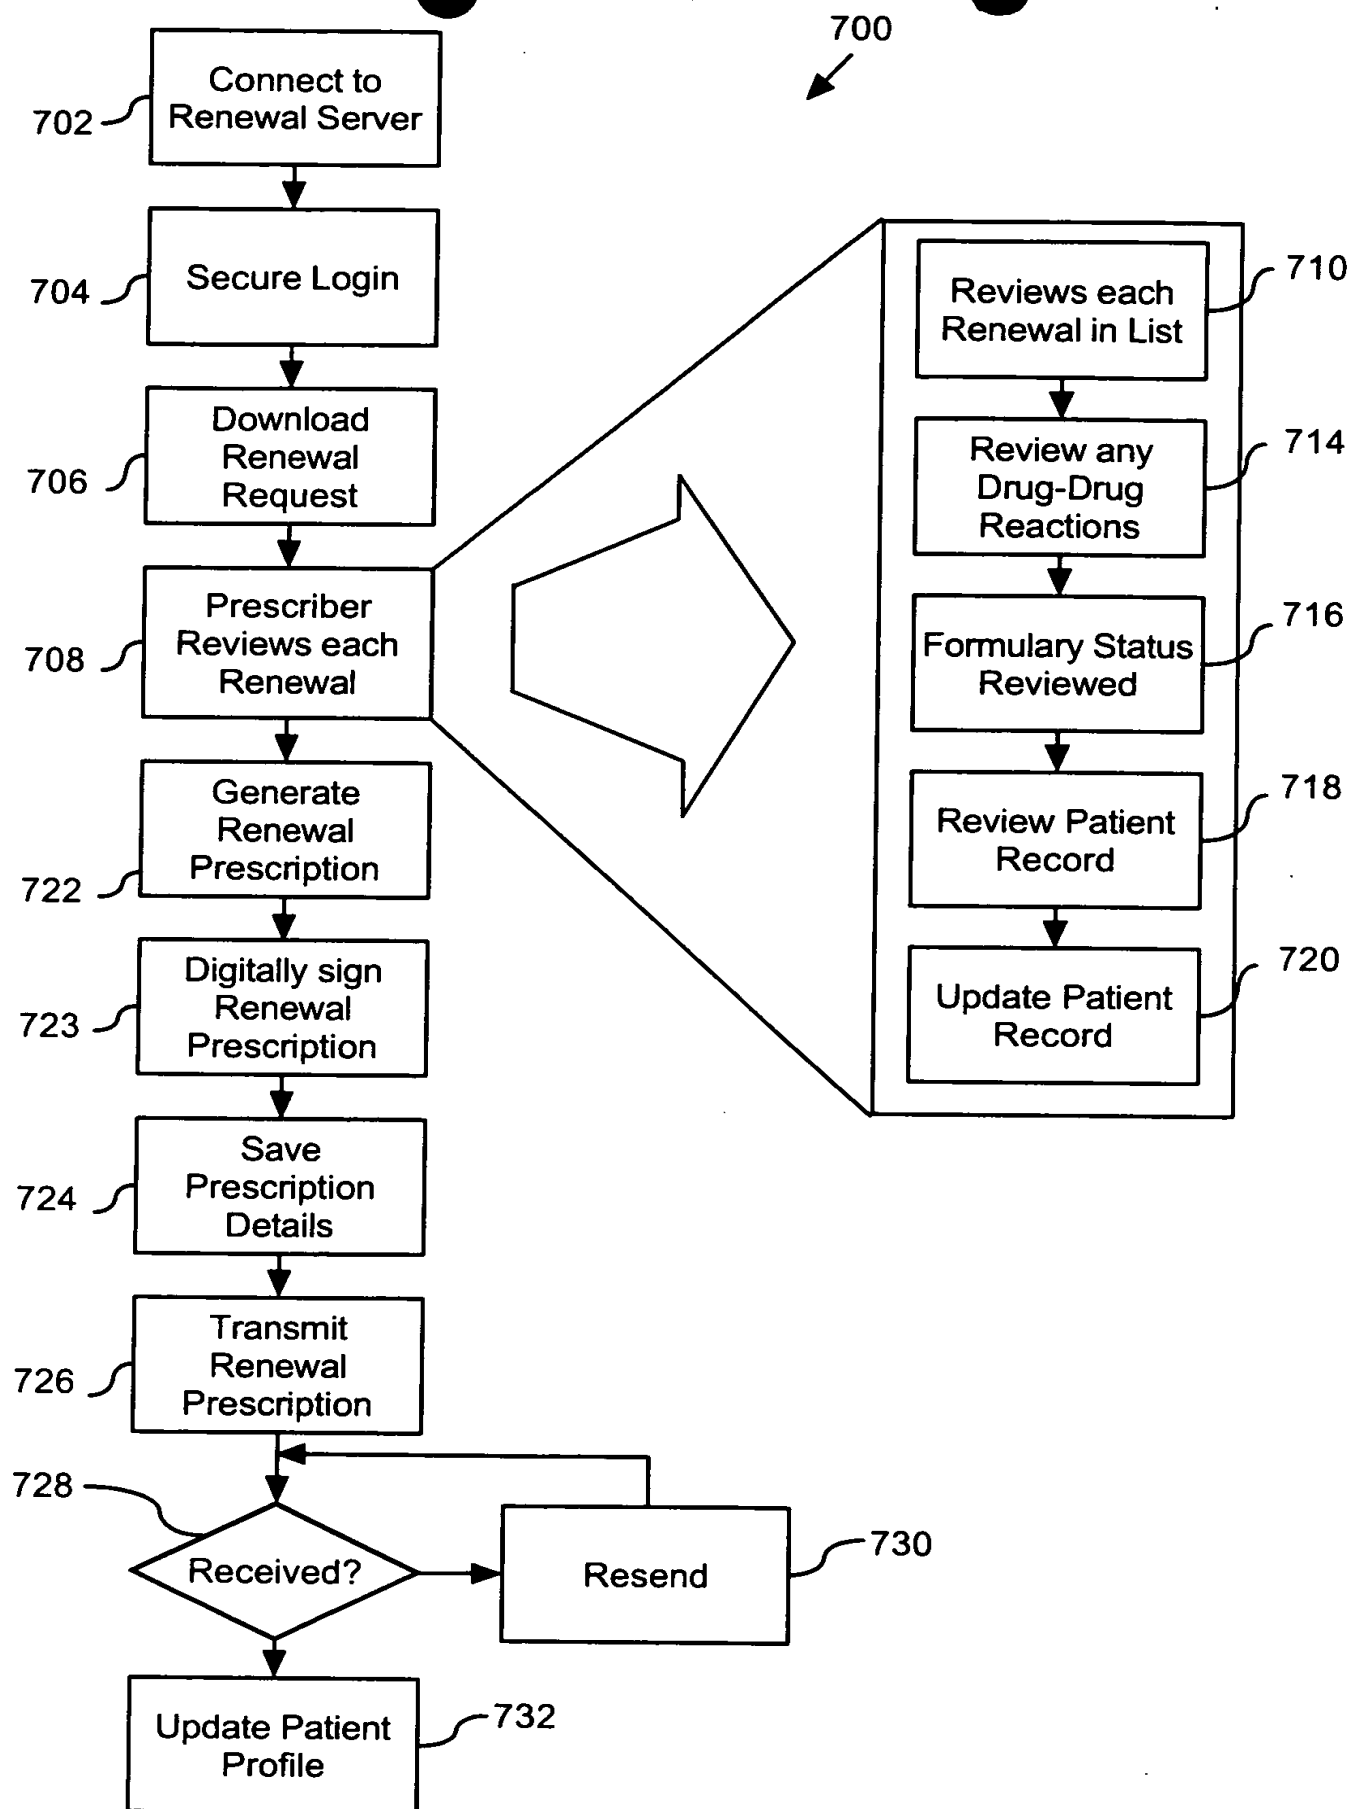 700
Connect to
Renewal Server
702
Secure Login
704
Download
Renewal
Request
706
Prescriber
Reviews each
Renewal
708
Reviews each
Renewal in List
710
Review any
Drug-Drug
Reactions
714
Formulary Status
Reviewed
716
Review Patient
Record
718
Update Patient
Record
720
Generate
Renewal
Prescription
722
Digitally sign
Renewal
Prescription
723
Save
Prescription
Details
724
Transmit
Renewal
Prescription
726
728
Received?
Resend
730
Update Patient
Profile
732